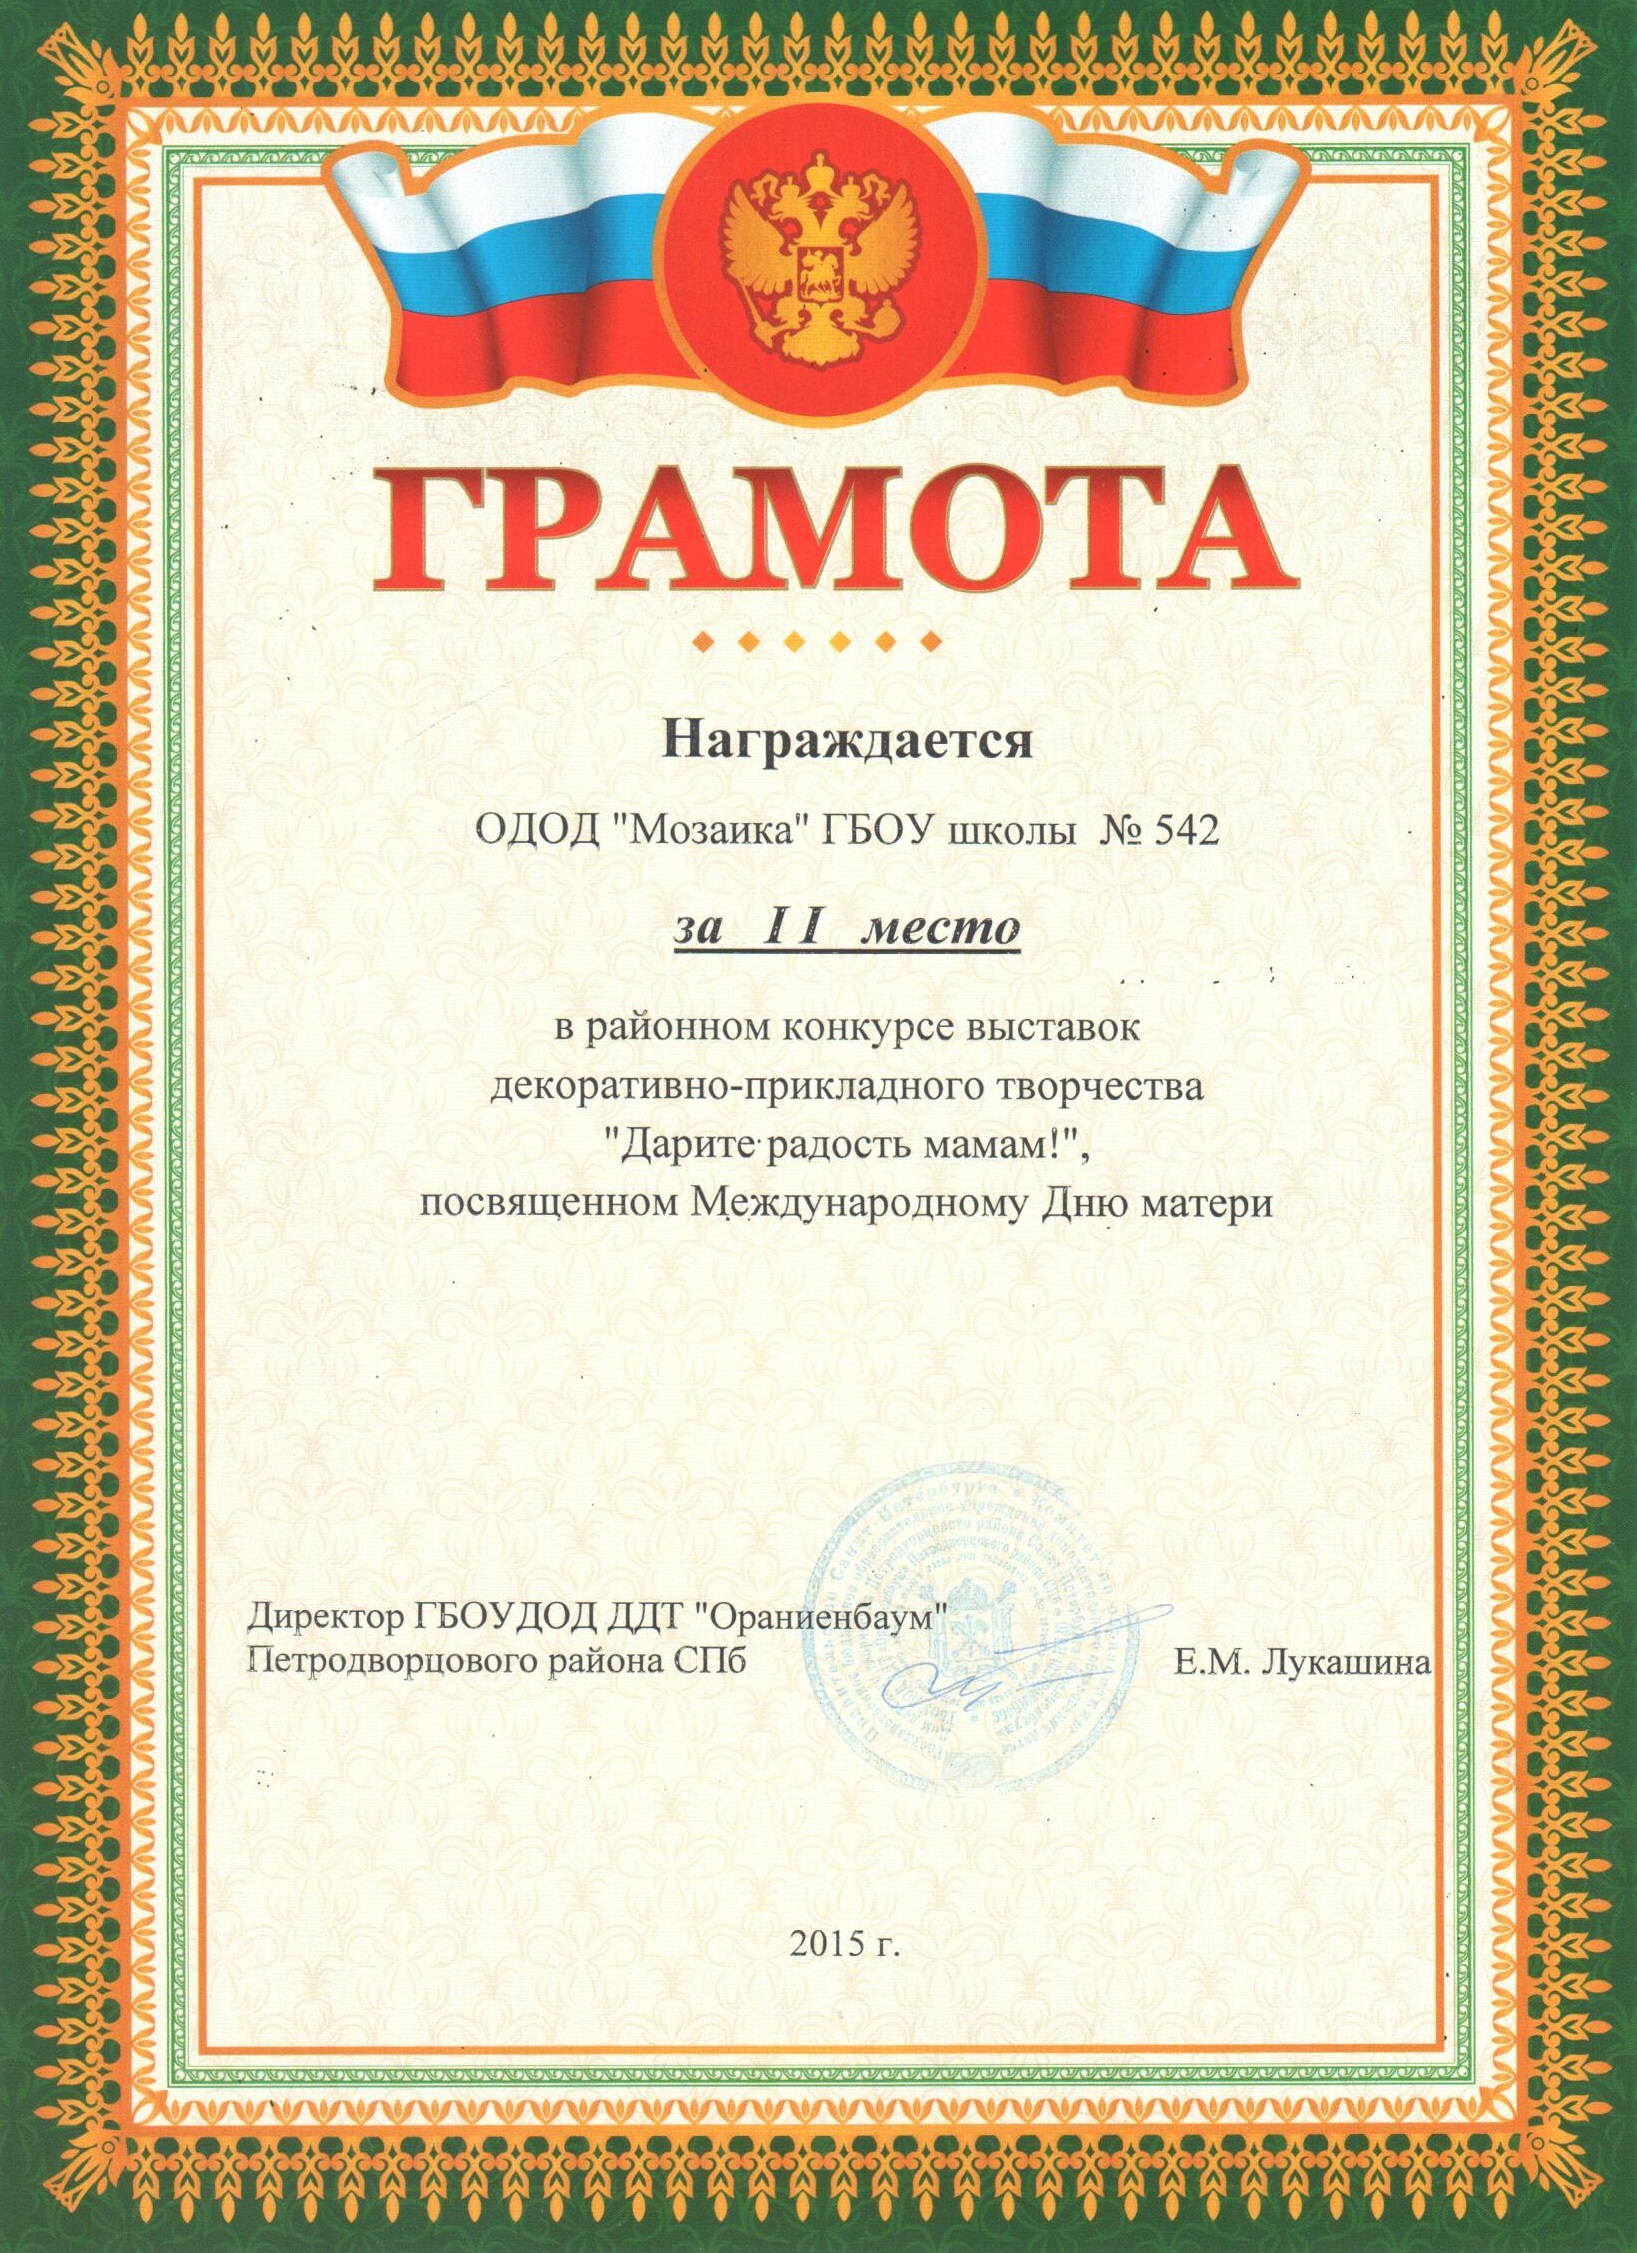 ГРАМОТА
Награждается
ОДОД "Мозаика" ГБОУ школы № 542
за II место
в районном конкурсе выставок
декоративно-прикладного творчества
"Дарите радость мамам!",
посвященном Международному Дню матери
Директор ГБОУДОД ДДТ "Ораниенбаум"
Петродворцового района СПб
Е.М. Лукашина
2015 г.